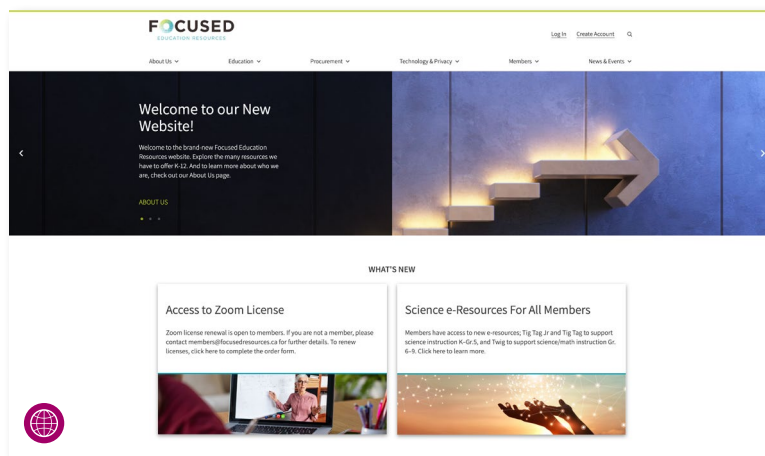 FOCUSED
EDUCATION RESOURCES
Log In Create Account
About Us Education Procurement Technology & Privacy Members News & Events
Welcome to our New
Website!
Welcome to the brand-new Focused Education
Resources website. Explore the many resources we
have to offer K-12. And to learn more about who we
are, check out our About Us page.
ABOUT US
WHAT'S NEW
Access to Zoom License
Zoom license renewal is open to members. If you are not a member, please
contact members@focusedresources.ca for further details. To renew
licenses, click here to complete the order form.
Science e-Resources For All Members
Members have access to new e-resources; Tig Tag Jr and Tig Tag to support
science instruction K-Gr.5, and Twig to support science/math instruction Gr.
6–9. Click here to learn more.